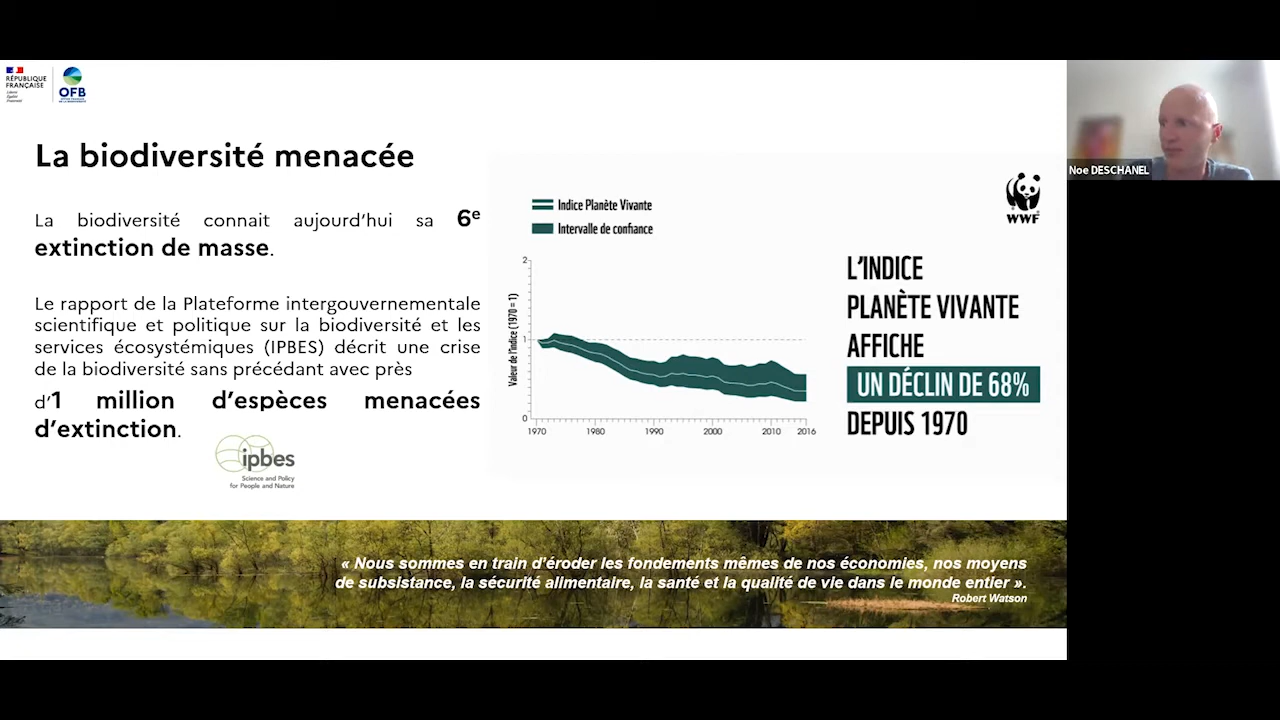 RÉPUBLIQUE
FRANÇAISE
Liberté
Égalité
Fraternité
OFB
OFFICE FRANÇAIS
DE LA BIODIVERSITÉ
La biodiversité menacée
La biodiversité connait aujourd’hui sa 6e
extinction de masse.
Le rapport de la Plateforme intergouvernementale
scientifique et politique sur la biodiversité et les
services écosystémiques (IPBES) décrit une crise
de la biodiversité sans précédant avec près
d’1 million d’espèces menacées
d’extinction.
ipbes
Science and Policy
for People and Nature
Indice Planète Vivante
Intervalle de confiance
Valeur de l’indice (1970 = 1)
2
1
0
1970 1980 1990 2000 2010 2016
WWF
L’INDICE
PLANÈTE VIVANTE
AFFICHE
UN DÉCLIN DE 68%
DEPUIS 1970
« Nous sommes en train d’éroder les fondements mêmes de nos économies, nos moyens
de subsistance, la sécurité alimentaire, la santé et la qualité de vie dans le monde entier ».
Robert Watson
Noe DESCHANEL